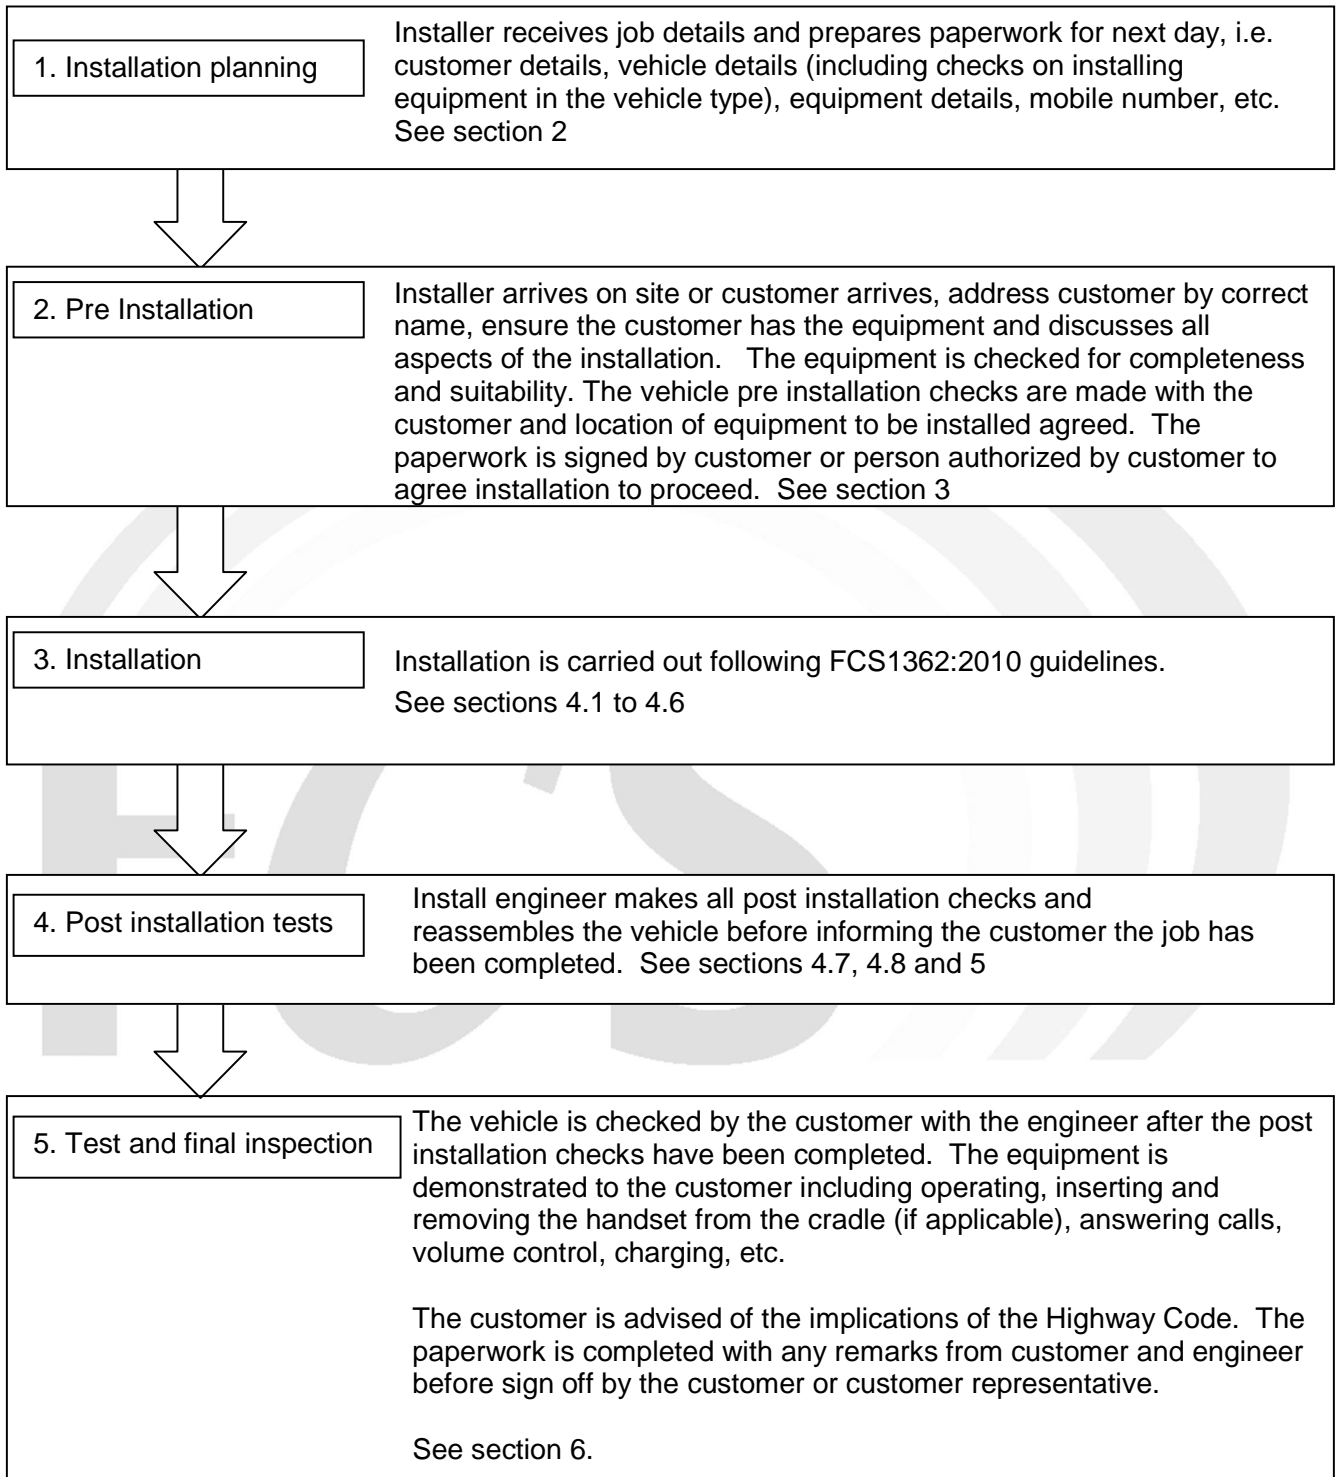 1. Installation planning
Installer receives job details and prepares paperwork for next day, i.e.
customer details, vehicle details (including checks on installing
equipment in the vehicle type), equipment details, mobile number, etc.
See section 2
2. Pre Installation
Installer arrives on site or customer arrives, address customer by correct
name, ensure the customer has the equipment and discusses all
aspects of the installation.   The equipment is checked for completeness
and suitability. The vehicle pre installation checks are made with the
customer and location of equipment to be installed agreed.  The
paperwork is signed by customer or person authorized by customer to
agree installation to proceed.  See section 3
3. Installation
Installation is carried out following FCS1362:2010 guidelines.
See sections 4.1 to 4.6
4. Post installation tests
Install engineer makes all post installation checks and
reassembles the vehicle before informing the customer the job has
been completed.  See sections 4.7, 4.8 and 5
5. Test and final inspection
The vehicle is checked by the customer with the engineer after the post
installation checks have been completed.  The equipment is
demonstrated to the customer including operating, inserting and
removing the handset from the cradle (if applicable), answering calls,
volume control, charging, etc.
The customer is advised of the implications of the Highway Code.  The
paperwork is completed with any remarks from customer and engineer
before sign off by the customer or customer representative.
See section 6.
FCS